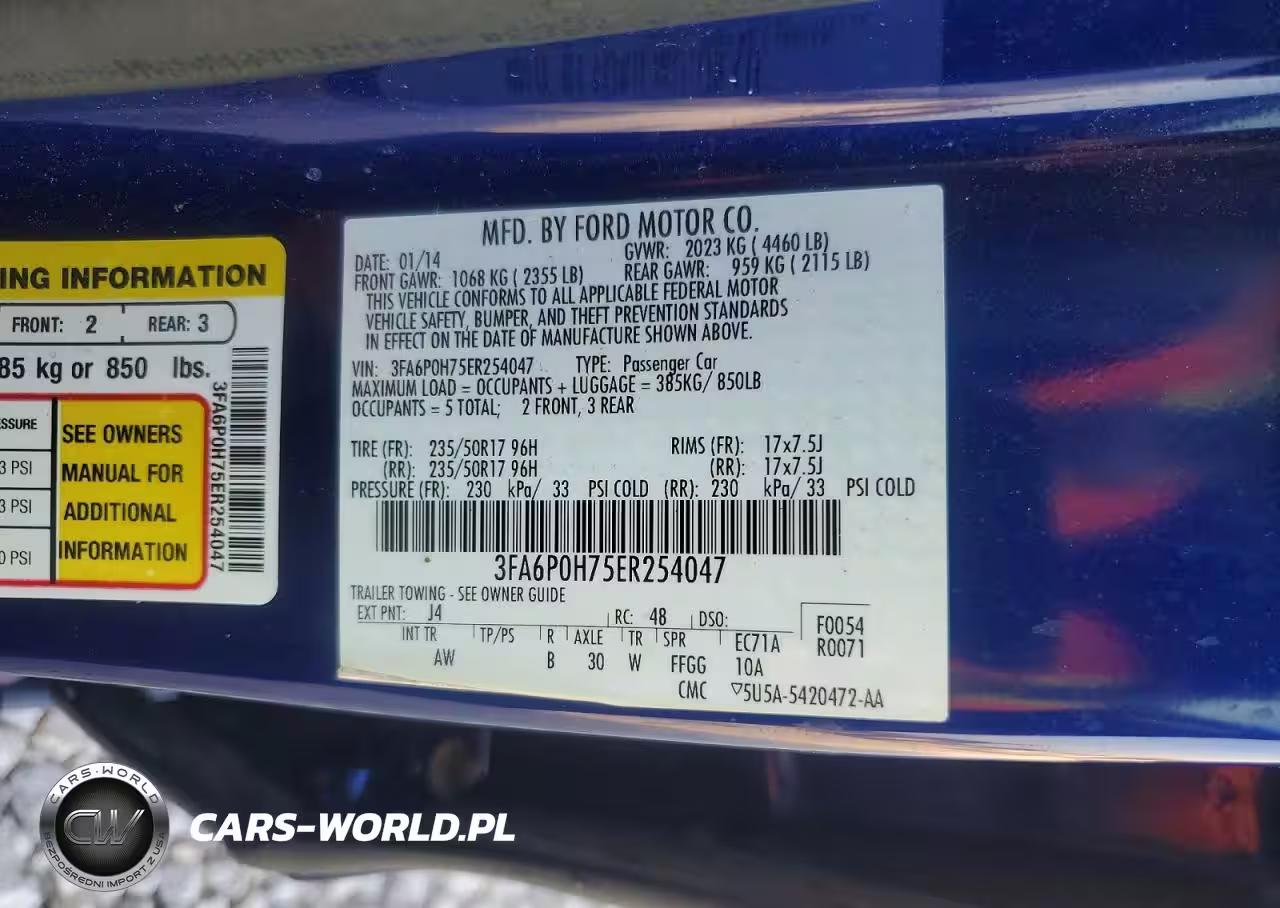 NG INFORMATION
FRONT: 2 REAR: 3
85 kg or 850 lbs.
SSURE
3 PSI
3 PSI
0 PSI
SEE OWNERS
MANUAL FOR
ADDITIONAL
INFORMATION
3FA6P0H75ER254047
MFD. BY FORD MOTOR CO.
DATE: 01/14 GVWR: 2023 KG ( 4460 LB)
FRONT GAWR: 1068 KG ( 2355 LB) REAR GAWR: 959 KG ( 2115 LB)
THIS VEHICLE CONFORMS TO ALL APPLICABLE FEDERAL MOTOR
VEHICLE SAFETY, BUMPER, AND THEFT PREVENTION STANDARDS
IN EFFECT ON THE DATE OF MANUFACTURE SHOWN ABOVE.
VIN: 3FA6P0H75ER254047 TYPE: Passenger Car
MAXIMUM LOAD = OCCUPANTS + LUGGAGE = 385KG/ 850LB
OCCUPANTS = 5 TOTAL; 2 FRONT, 3 REAR
TIRE (FR): 235/50R17 96H RIMS (FR): 17x7.5J
(RR): 235/50R17 96H (RR): 17x7.5J
PRESSURE (FR): 230 kPa/ 33 PSI COLD (RR): 230 kPa/ 33 PSI COLD
3FA6P0H75ER254047
TRAILER TOWING - SEE OWNER GUIDE
EXT PNT: J4 RC: 48 DSO: F0054
INT TR TP/PS R AXLE TR SPR EC71A R0071
AW B 30 W FFGG 10A
CMC ▽5U5A-5420472-AA
CARS-WORLD
CW
BEZPOŚREDNI IMPORT Z USA
CARS-WORLD.PL